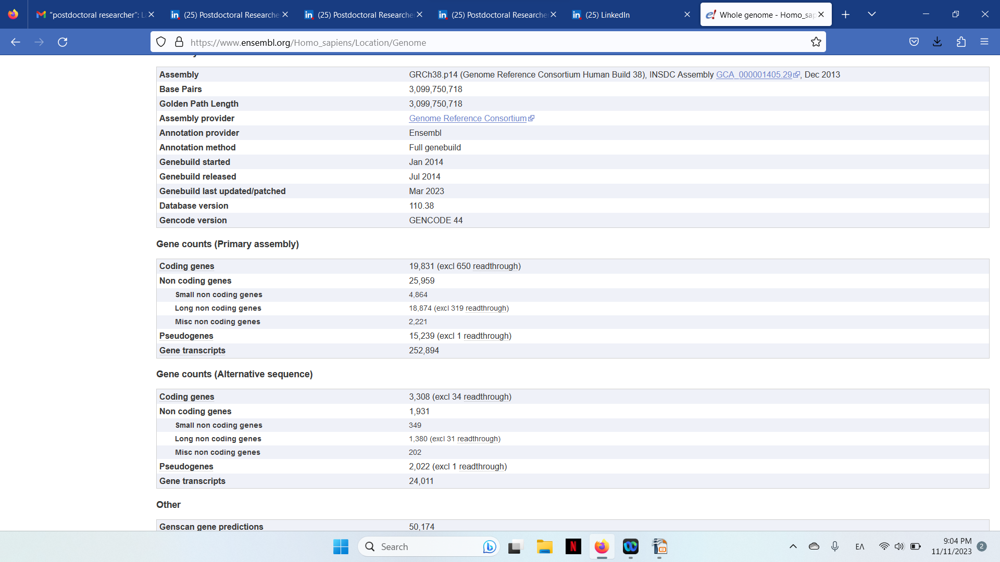 "postdoctoral researcher": L
(25) Postdoctoral Researche
(25) Postdoctoral Researche
(25) Postdoctoral Researche
(25) LinkedIn
Whole genome - Homo_sap
https://www.ensembl.org/Homo_sapiens/Location/Genome
Assembly GRCh38.p14 (Genome Reference Consortium Human Build 38), INSDC Assembly GCA_000001405.29, Dec 2013
Base Pairs 3,099,750,718
Golden Path Length 3,099,750,718
Assembly provider Genome Reference Consortium
Annotation provider Ensembl
Annotation method Full genebuild
Genebuild started Jan 2014
Genebuild released Jul 2014
Genebuild last updated/patched Mar 2023
Database version 110.38
Gencode version GENCODE 44
Gene counts (Primary assembly)
Coding genes 19,831 (excl 650 readthrough)
Non coding genes 25,959
Small non coding genes 4,864
Long non coding genes 18,874 (excl 319 readthrough)
Misc non coding genes 2,221
Pseudogenes 15,239 (excl 1 readthrough)
Gene transcripts 252,894
Gene counts (Alternative sequence)
Coding genes 3,308 (excl 34 readthrough)
Non coding genes 1,931
Small non coding genes 349
Long non coding genes 1,380 (excl 31 readthrough)
Misc non coding genes 202
Pseudogenes 2,022 (excl 1 readthrough)
Gene transcripts 24,011
Other
Genscan gene predictions 50,174
Search
ΕΛ
9:04 PM
11/11/2023
2